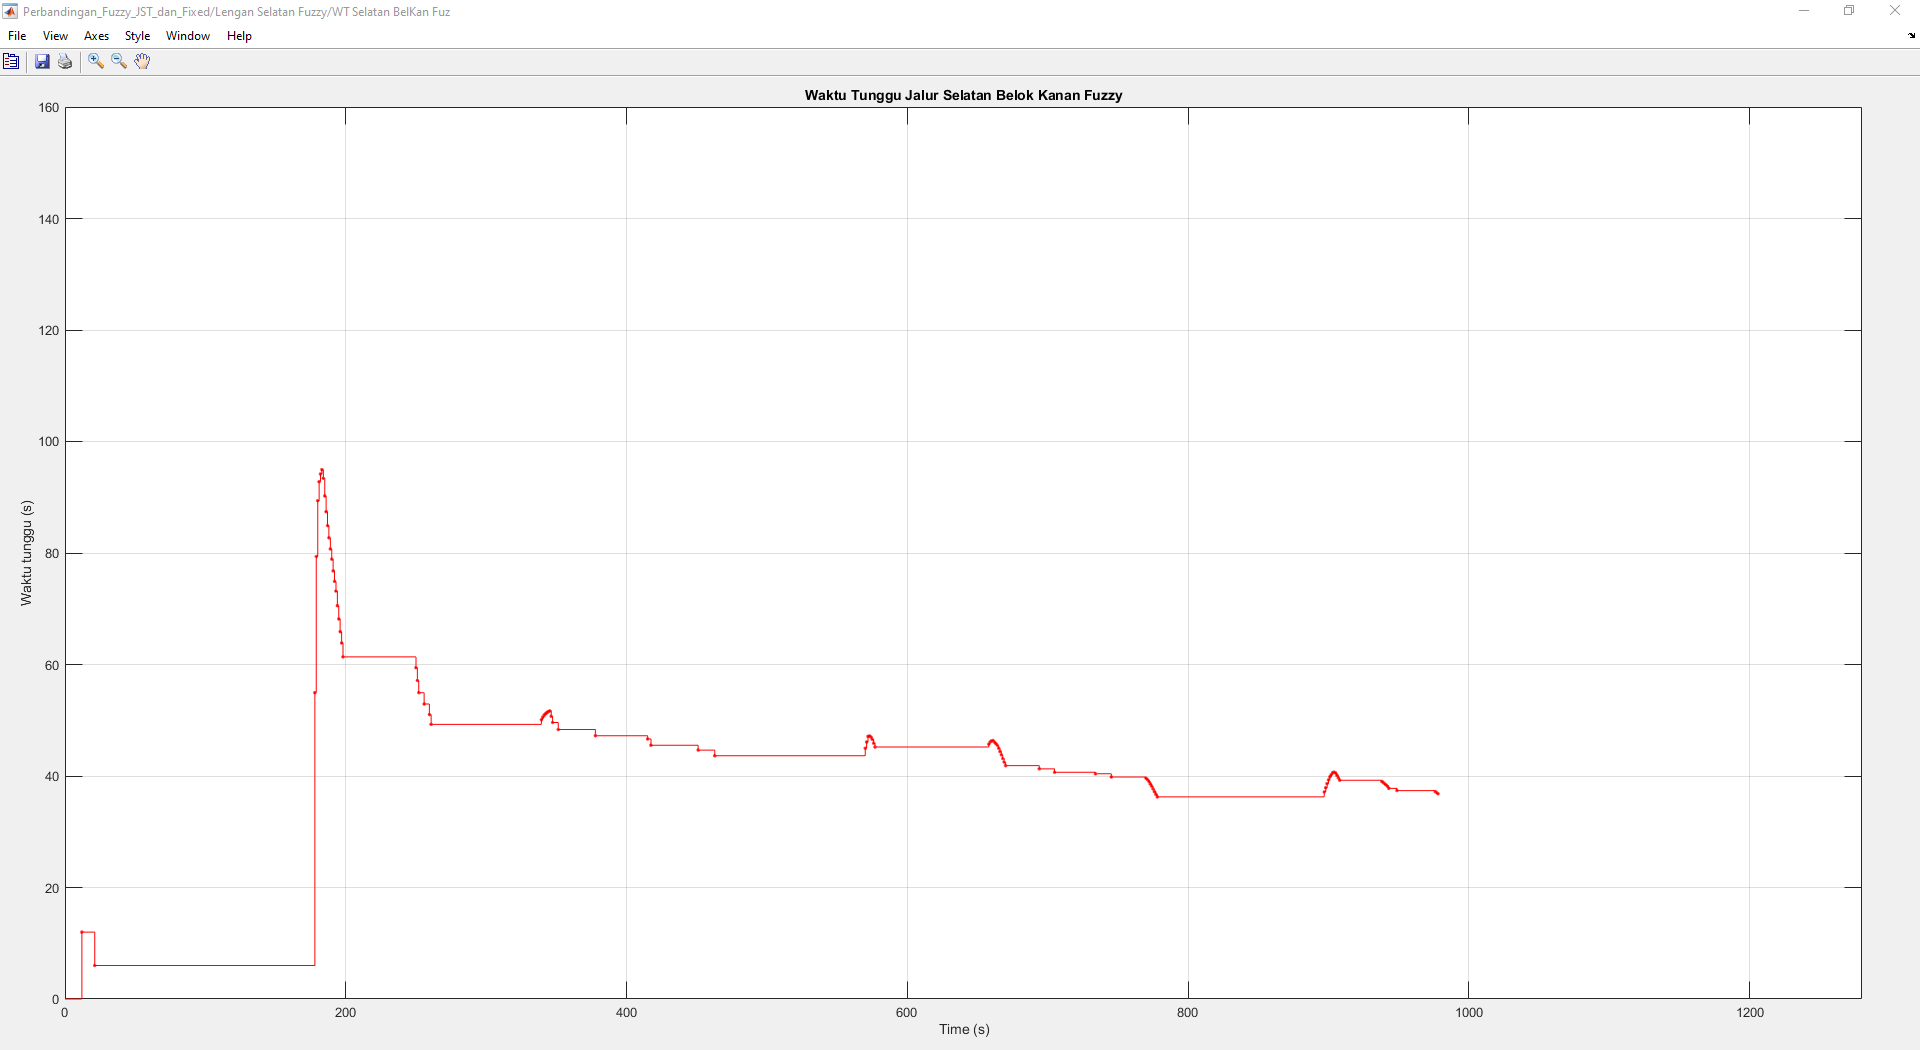 Perbandingan_Fuzzy_JST_dan_Fixed/Lengan Selatan Fuzzy/WT Selatan BelKan Fuz
File View Axes Style Window Help
Waktu Tunggu Jalur Selatan Belok Kanan Fuzzy
160
140
120
100
80
60
40
20
0
Waktu tunggu (s)
0 200 400 600 800 1000 1200
Time (s)